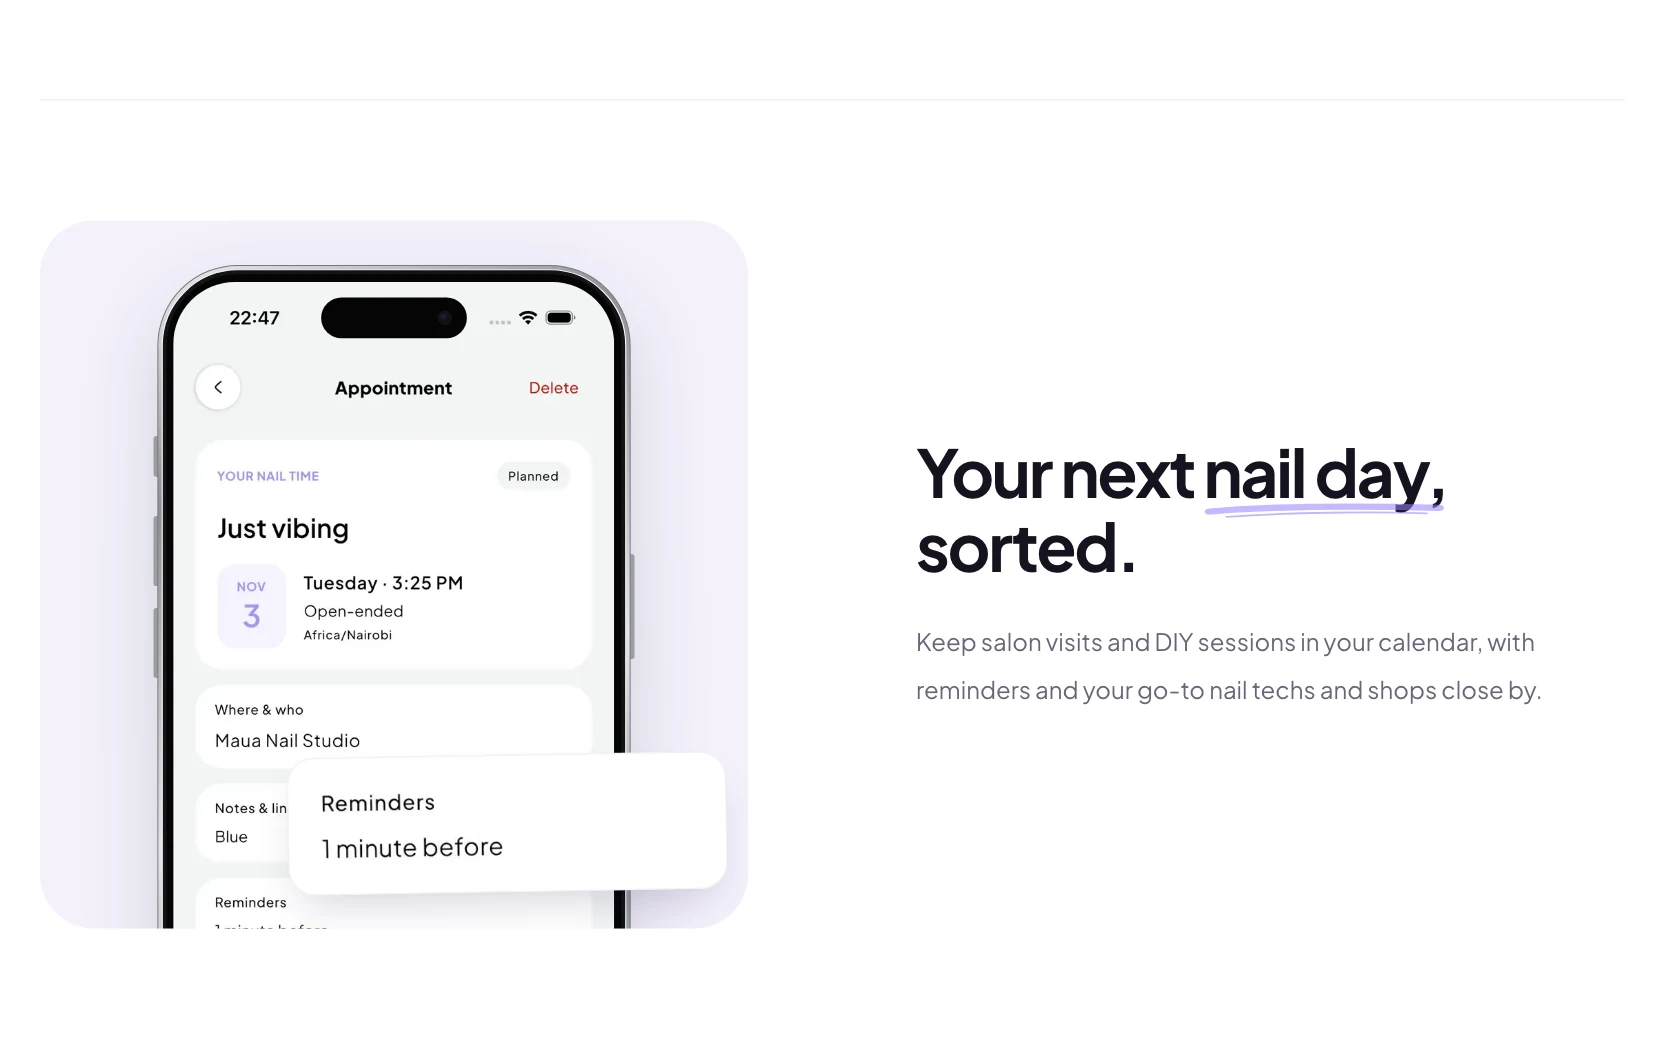 22:47
Appointment
Delete
YOUR NAIL TIME
Planned
Just vibing
NOV
3
Tuesday · 3:25 PM
Open-ended
Africa/Nairobi
Where & who
Maua Nail Studio
Notes & lin
Blue
Reminders
1 minute before
Reminders
1 minute before
Your next nail day,
sorted.
Keep salon visits and DIY sessions in your calendar, with
reminders and your go-to nail techs and shops close by.